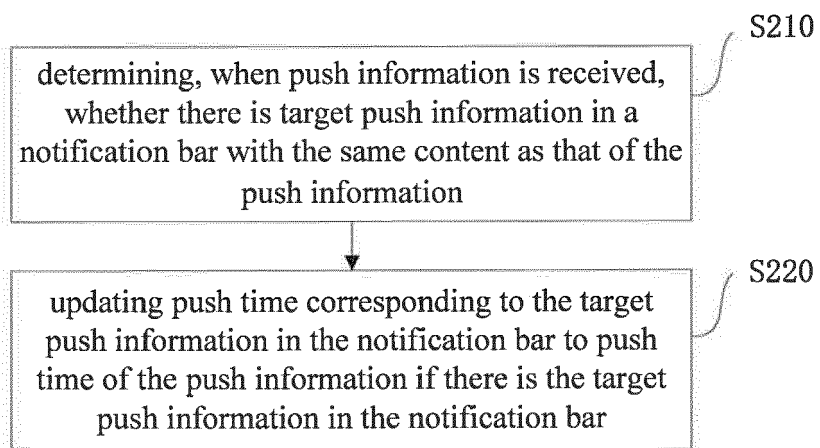 S210
determining, when push information is received,
whether there is target push information in a
notification bar with the same content as that of the
push information
S220
updating push time corresponding to the target
push information in the notification bar to push
time of the push information if there is the target
push information in the notification bar